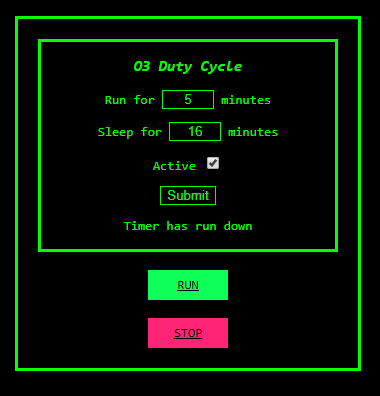 O3 Duty Cycle
Run for 5 minutes
Sleep for 16 minutes
Active
Submit
Timer has run down
RUN
STOP